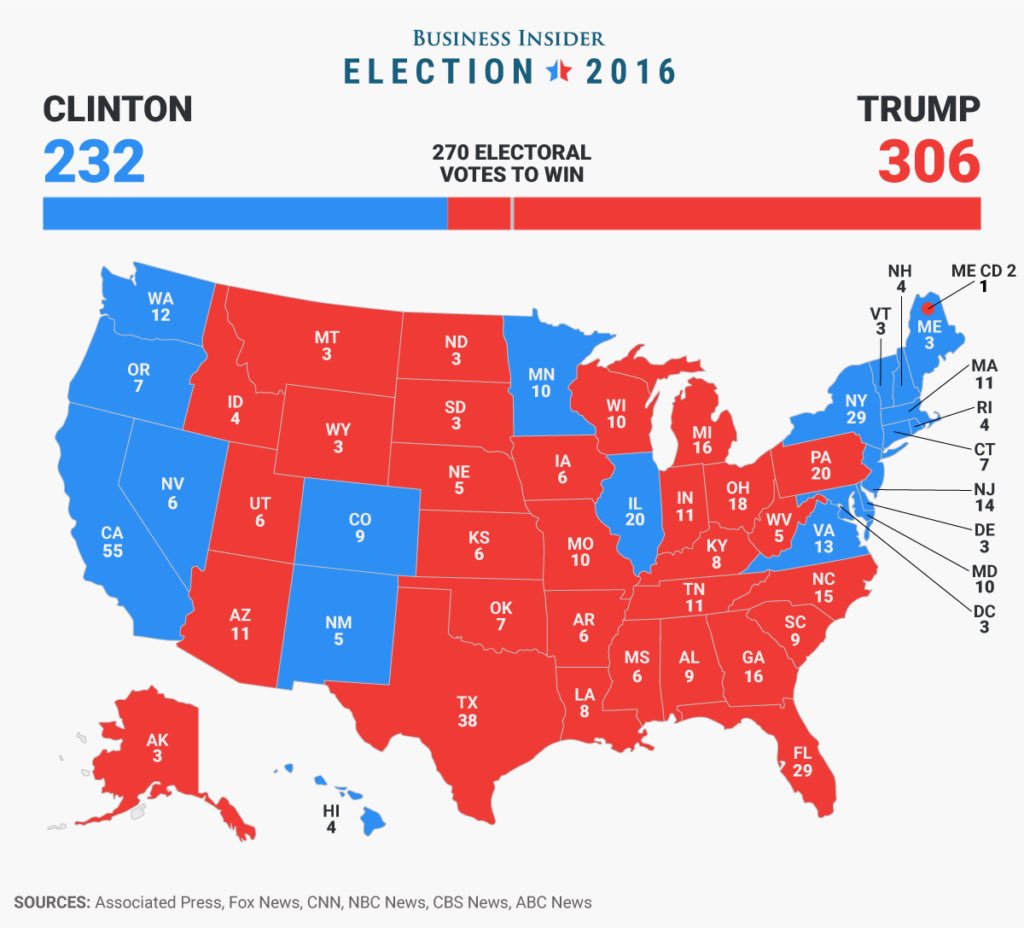 BUSINESS INSIDER
ELECTION 2016
CLINTON
TRUMP
232
270 ELECTORAL
VOTES TO WIN
306
WA
12
OR
7
CA
55
NV
6
ID
4
MT
3
WY
3
UT
6
AZ
11
CO
9
NM
5
ND
3
SD
3
NE
5
KS
6
OK
7
TX
38
MN
10
IA
6
MO
10
AR
6
LA
8
WI
10
IL
20
MI
16
IN
11
OH
18
KY
8
TN
11
MS
6
AL
9
GA
16
FL
29
SC
9
NC
15
VA
13
WV
5
PA
20
NY
29
VT
3
NH
4
ME CD 2
1
ME
3
MA
11
RI
4
CT
7
NJ
14
DE
3
MD
10
DC
3
AK
3
HI
4
SOURCES: Associated Press, Fox News, CNN, NBC News, CBS News, ABC News